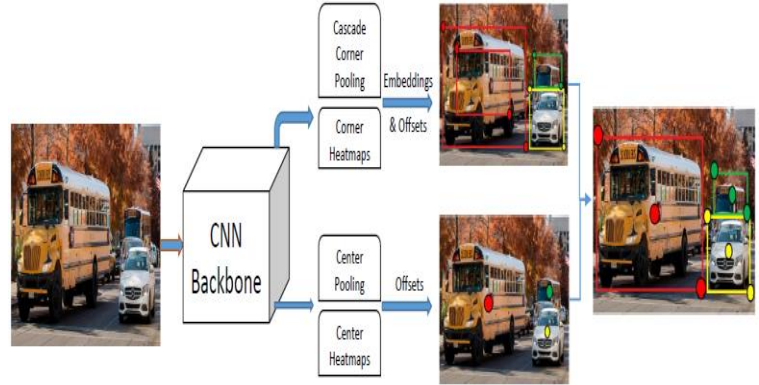 Cascade
Corner
Pooling
Corner
Heatmaps
Embeddings
& Offsets
CNN
Backbone
Center
Pooling
Center
Heatmaps
Offsets